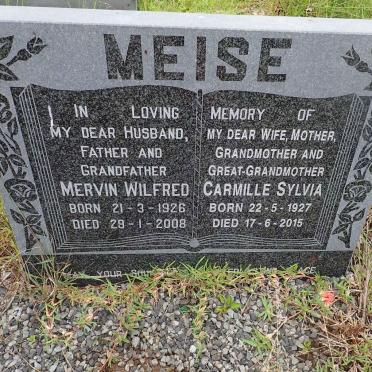 MEISE
IN LOVING MEMORY OF
MY DEAR HUSBAND,
FATHER AND
GRANDFATHER
MERVIN WILFRED
BORN 21-3-1926
DIED 29-1-2008
MY DEAR WIFE, MOTHER,
GRANDMOTHER AND
GREAT-GRANDMOTHER
CARMILLE SYLVIA
BORN 22-5-1927
DIED 17-6-2015
YOUR